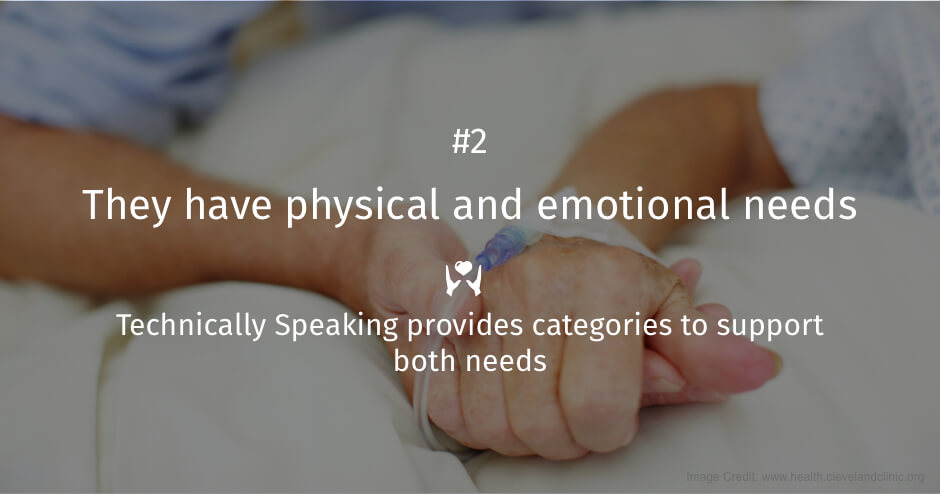 #2
They have physical and emotional needs
Technically Speaking provides categories to support
both needs
Image Credit: www.health.clevelandclinic.org